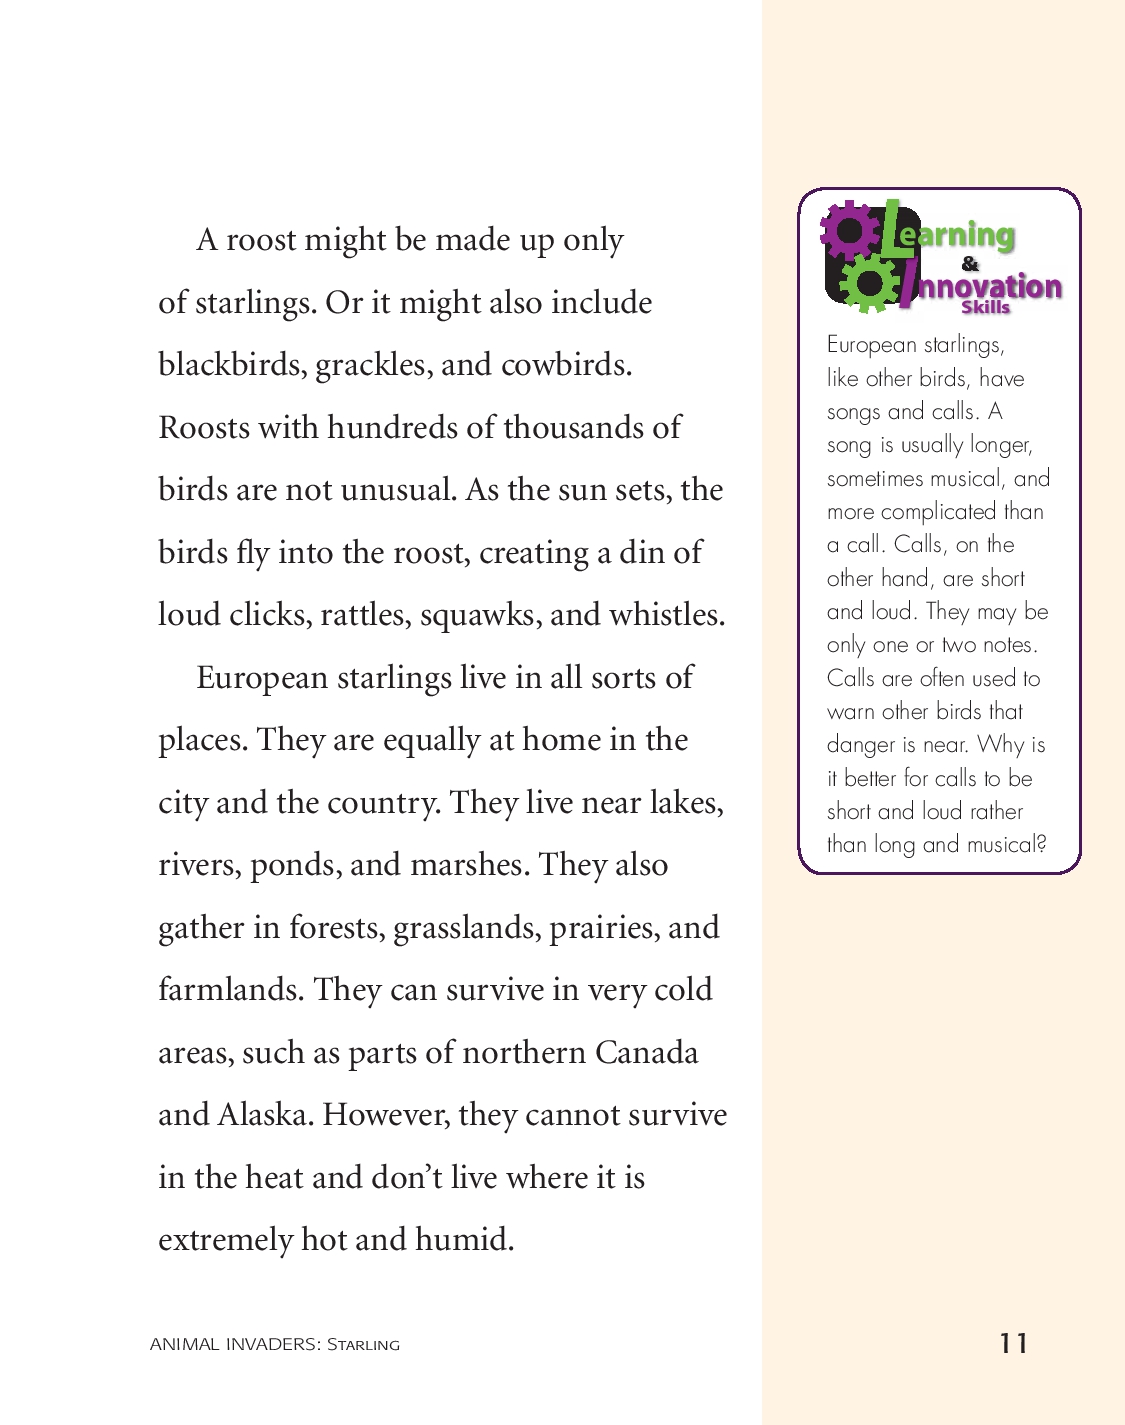 A roost might be made up only
of starlings. Or it might also include
blackbirds, grackles, and cowbirds.
Roosts with hundreds of thousands of
birds are not unusual. As the sun sets, the
birds fly into the roost, creating a din of
loud clicks, rattles, squawks, and whistles.
European starlings live in all sorts of
places. They are equally at home in the
city and the country. They live near lakes,
rivers, ponds, and marshes. They also
gather in forests, grasslands, prairies, and
farmlands. They can survive in very cold
areas, such as parts of northern Canada
and Alaska. However, they cannot survive
in the heat and don’t live where it is
extremely hot and humid.
Learning
&
Innovation
Skills
European starlings,
like other birds, have
songs and calls. A
song is usually longer,
sometimes musical, and
more complicated than
a call. Calls, on the
other hand, are short
and loud. They may be
only one or two notes.
Calls are often used to
warn other birds that
danger is near. Why is
it better for calls to be
short and loud rather
than long and musical?
ANIMAL INVADERS: Starling
11